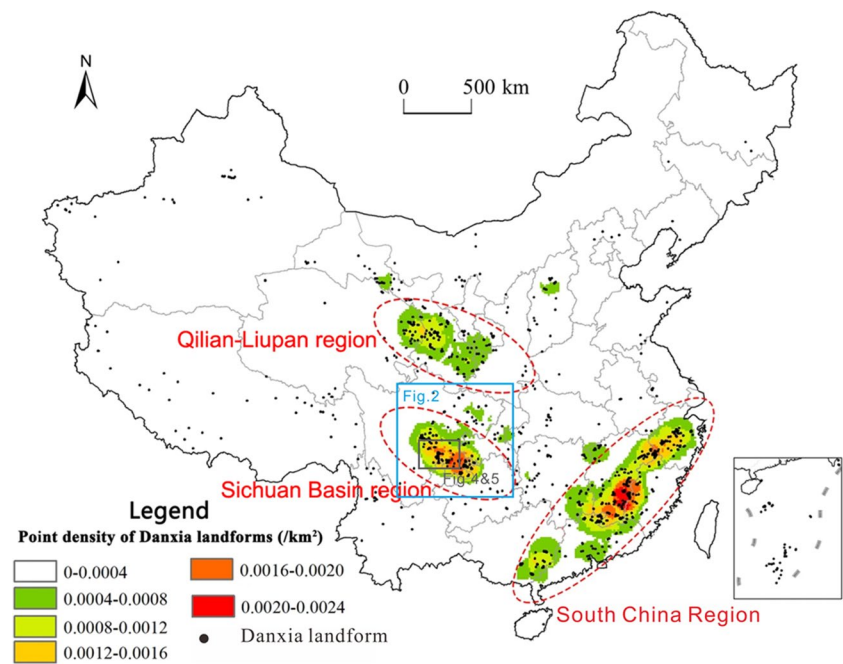 N
0 500 km
Qilian-Liupan region
Fig.2
Fig.4&5
Sichuan Basin region
South China Region
Legend
Point density of Danxia landforms (/km²)
0-0.0004
0.0004-0.0008
0.0008-0.0012
0.0012-0.0016
0.0016-0.0020
0.0020-0.0024
Danxia landform